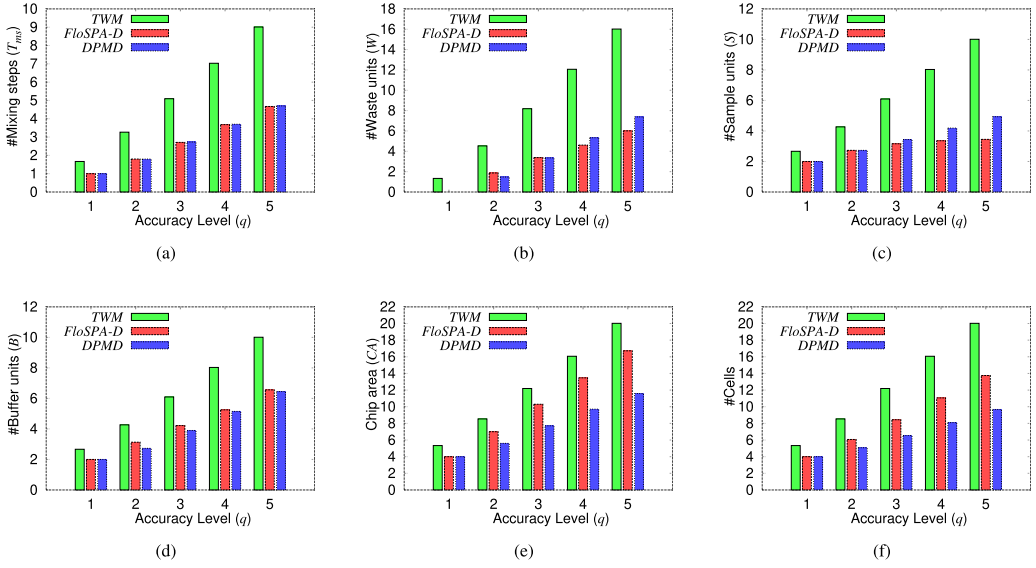 10
9
8
7
6
5
4
3
2
1
0
#Mixing steps (Tms)
TWM
FloSPA-D
DPMD
1 2 3 4 5
Accuracy Level (q)
(a)
18
16
14
12
10
8
6
4
2
0
#Waste units (W)
TWM
FloSPA-D
DPMD
1 2 3 4 5
Accuracy Level (q)
(b)
12
10
8
6
4
2
0
#Sample units (S)
TWM
FloSPA-D
DPMD
1 2 3 4 5
Accuracy Level (q)
(c)
12
10
8
6
4
2
0
#Buffer units (B)
TWM
FloSPA-D
DPMD
1 2 3 4 5
Accuracy Level (q)
(d)
22
20
18
16
14
12
10
8
6
4
2
0
Chip area (CA)
TWM
FloSPA-D
DPMD
1 2 3 4 5
Accuracy Level (q)
(e)
22
20
18
16
14
12
10
8
6
4
2
0
#Cells
TWM
FloSPA-D
DPMD
1 2 3 4 5
Accuracy Level (q)
(f)